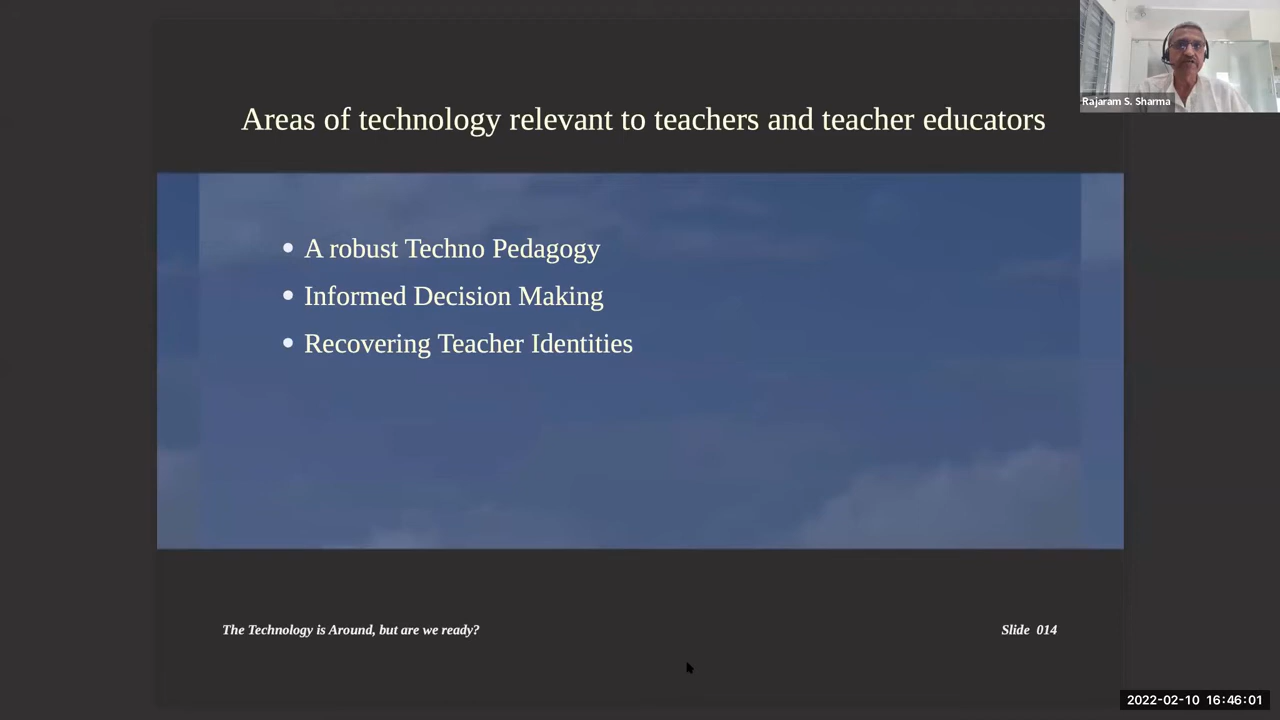 Rajaram S. Sharma
Areas of technology relevant to teachers and teacher educators
• A robust Techno Pedagogy
• Informed Decision Making
• Recovering Teacher Identities
The Technology is Around, but are we ready?
Slide 014
2022-02-10 16:46:01